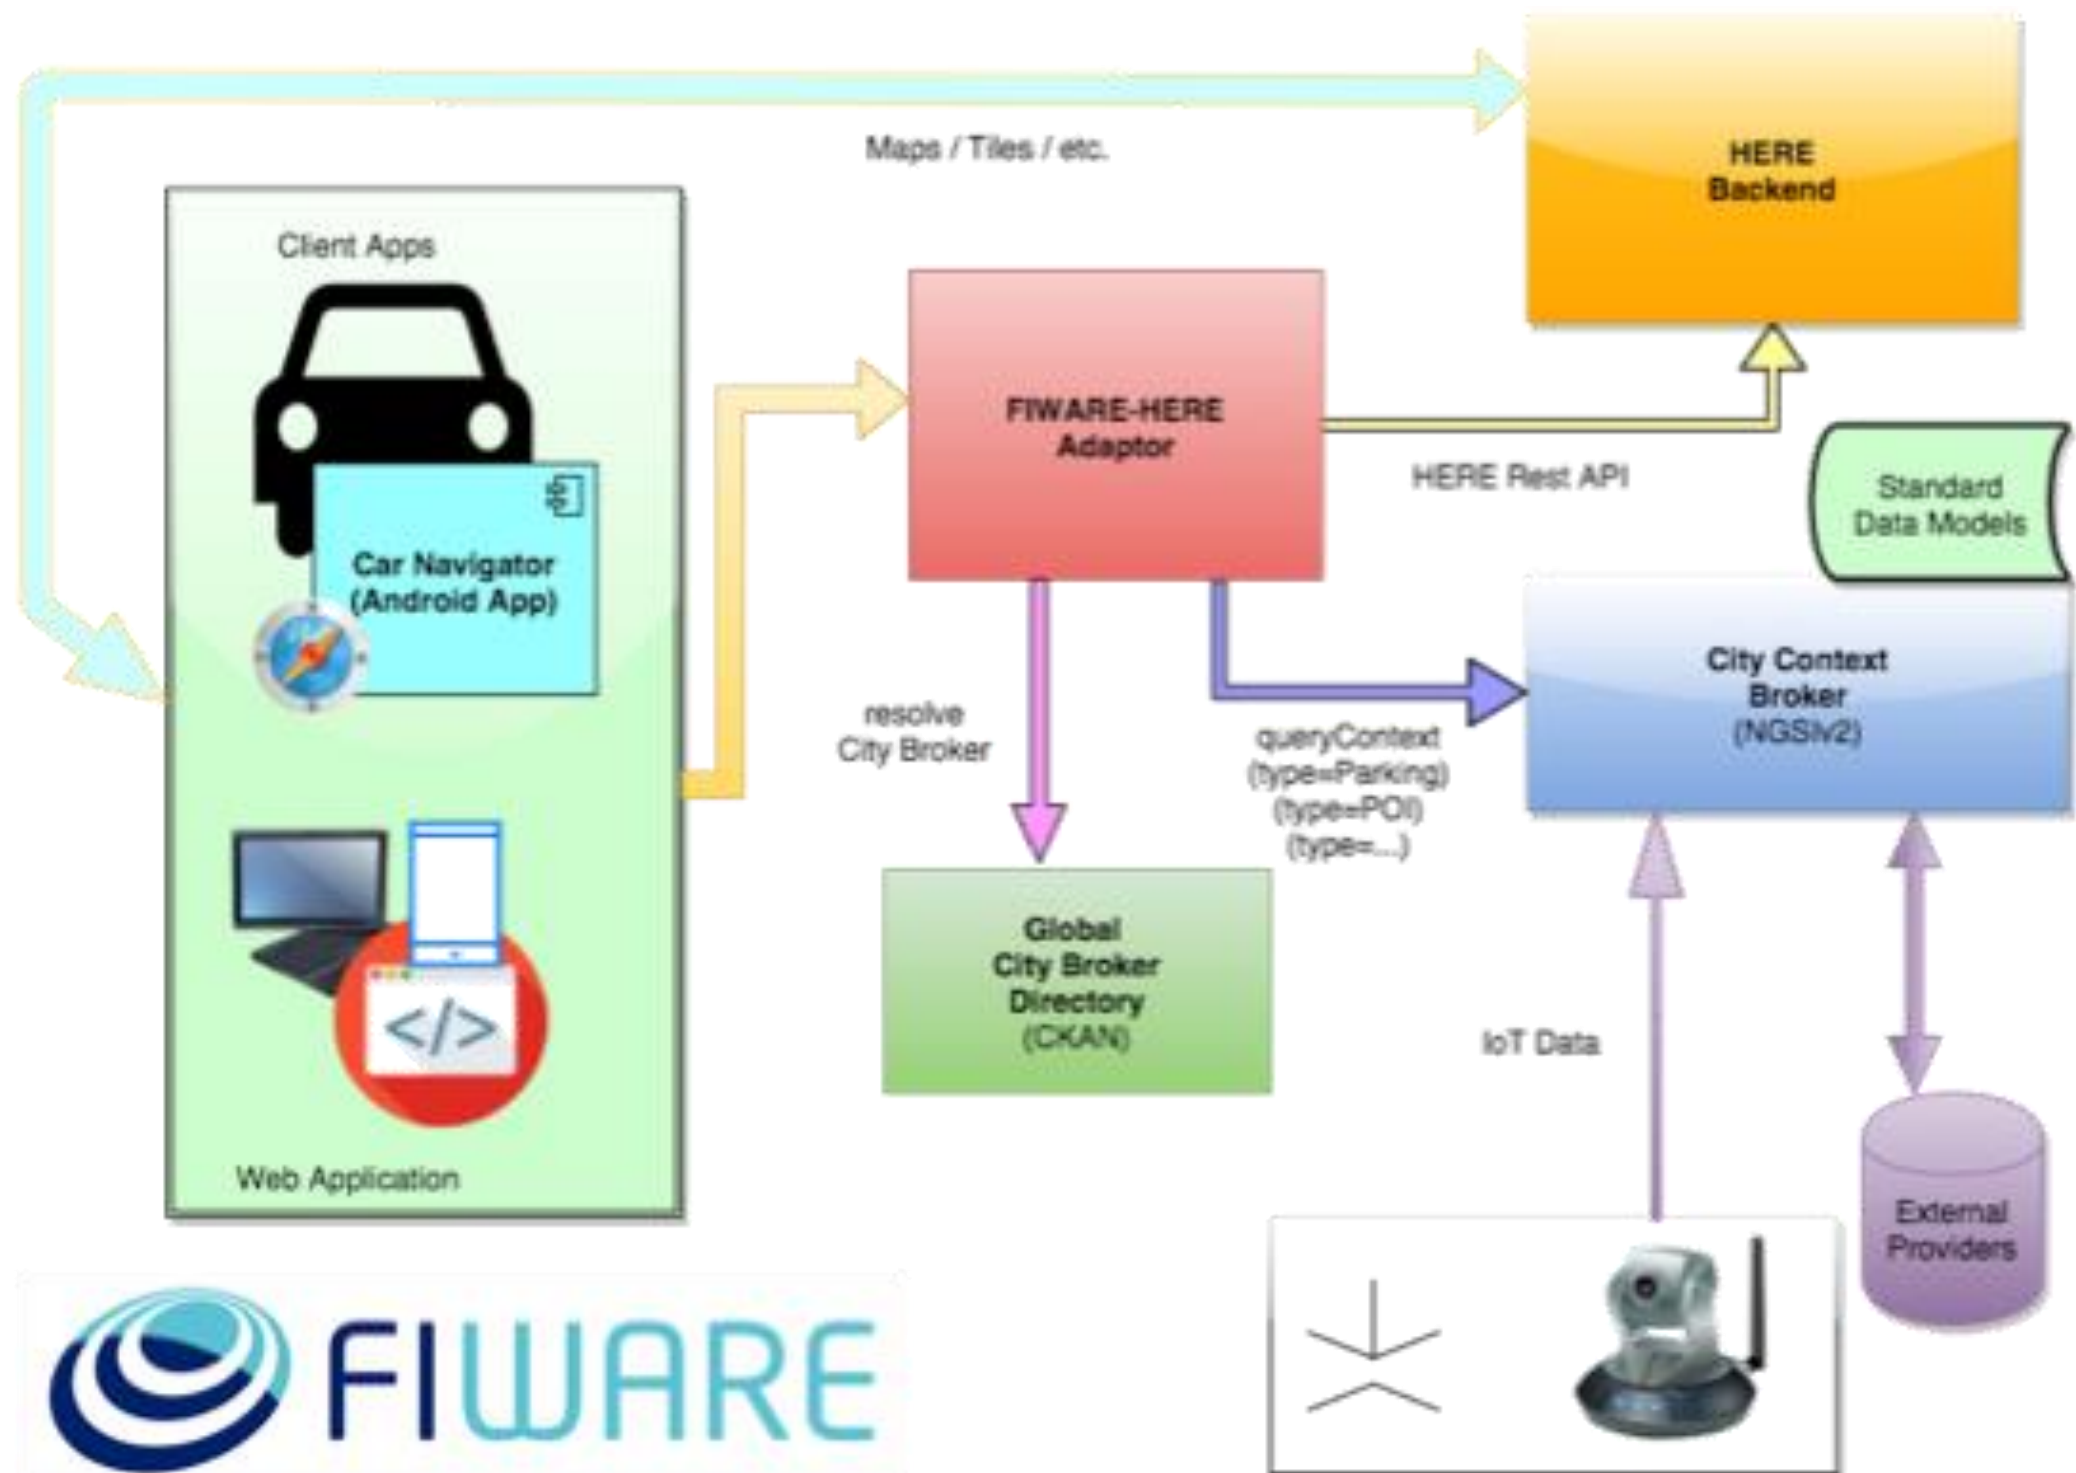 Maps / Tiles / etc.
HERE
Backend
Client Apps
Car Navigator
(Android App)
Web Application
FIWARE-HERE
Adaptor
HERE Rest API
Standard
Data Models
City Context
Broker
(NGSIv2)
resolve
City Broker
queryContext
(type=Parking)
(type=POI)
(type=...)
Global
City Broker
Directory
(CKAN)
</>
IoT Data
External
Providers
FIWARE